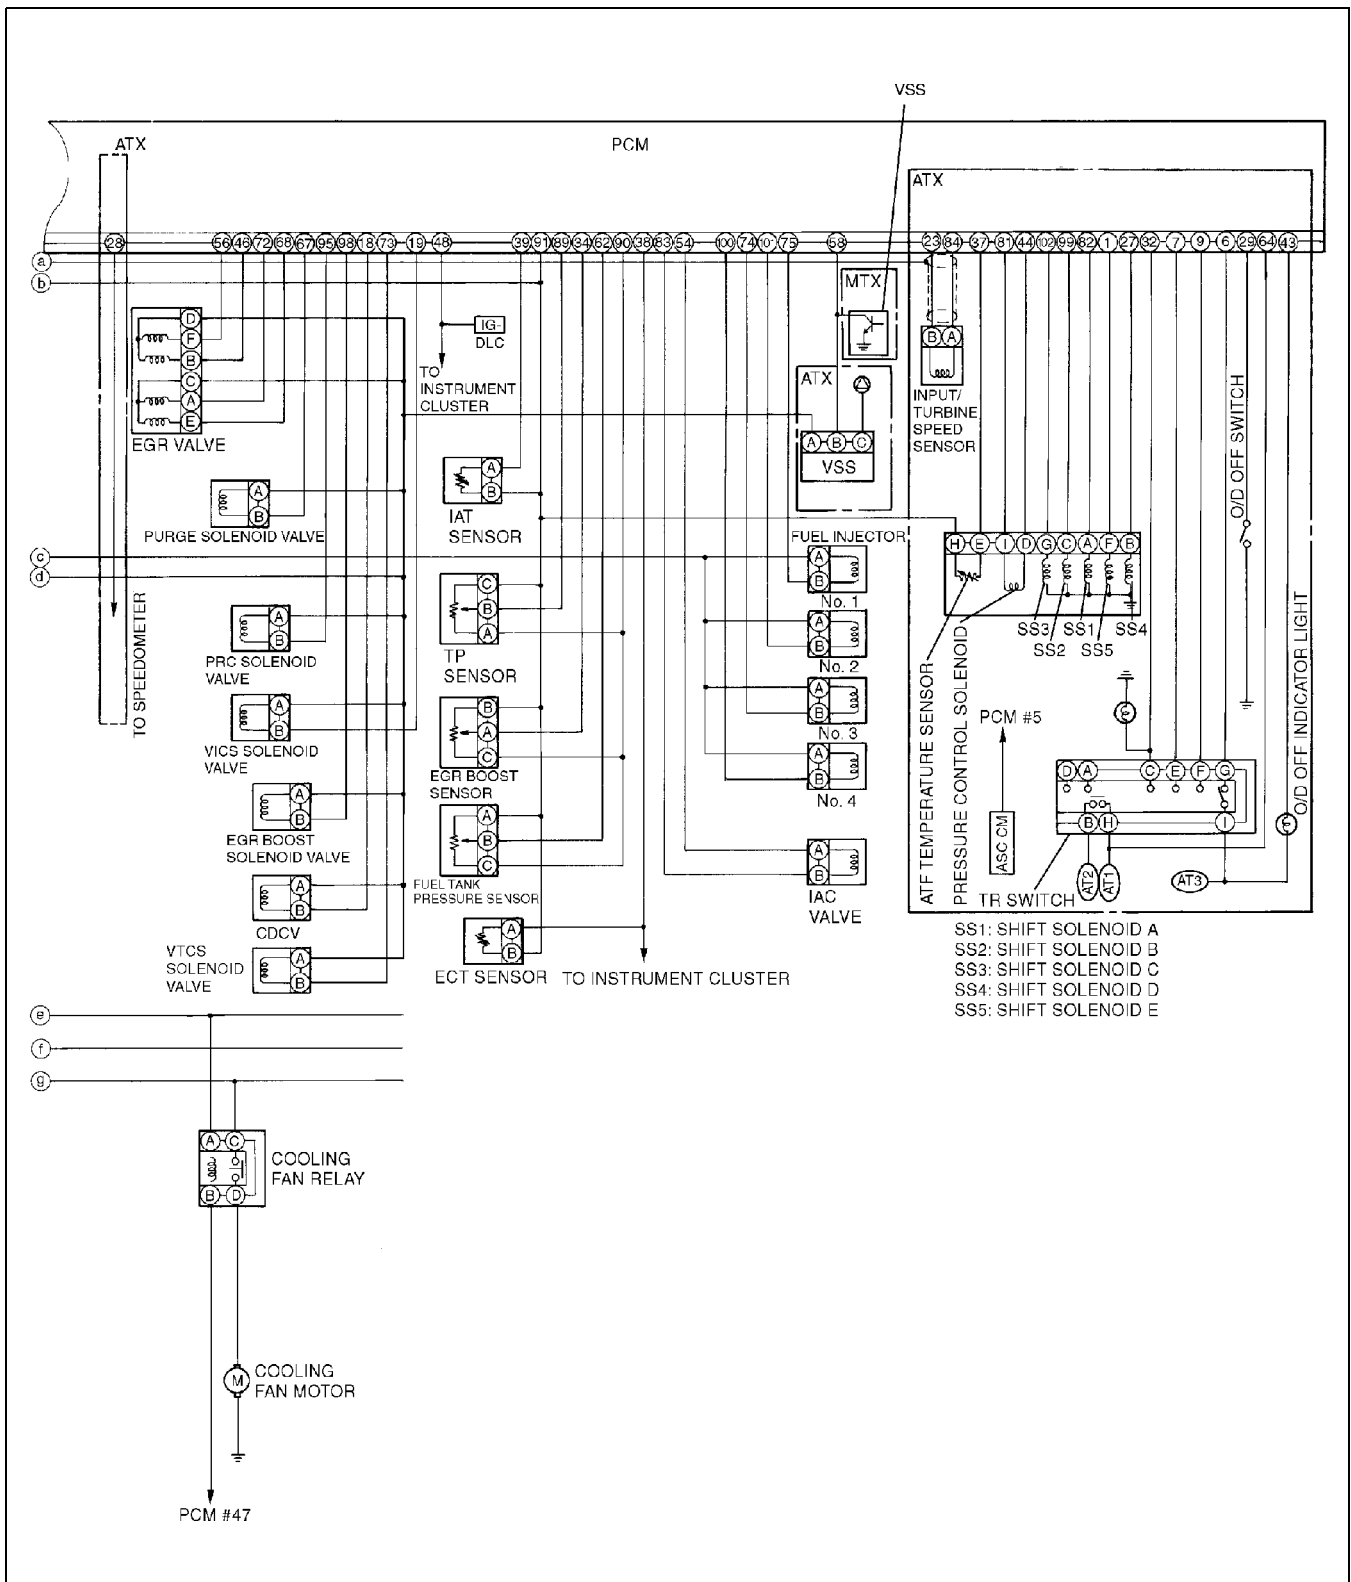 VSS
ATX
PCM
ATX
28 56 46 72 68 67 95 98 18 73 19 48 39 91 89 34 62 90 38 83 54 100 74 101 75 58 23 84 37 81 44 102 99 82 1 27 32 7 9 6 29 64 43
a
b
MTX
D
F
B
C
A
E
EGR VALVE
IG-
DLC
TO
INSTRUMENT
CLUSTER
B A
INPUT/
TURBINE
SPEED
SENSOR
ATX
A B C
VSS
O/D OFF SWITCH
A
B
IAT
SENSOR
A
B
PURGE SOLENOID VALVE
FUEL INJECTOR
A
B
No. 1
H E I D G C A F B
c
d
C
B
A
TP
SENSOR
A
B
No. 2
SS3 SS1 SS4
SS2 SS5
TO SPEEDOMETER
A
B
PRC SOLENOID
VALVE
A
B
No. 3
ATF TEMPERATURE SENSOR
PRESSURE CONTROL SOLENOID
O/D OFF INDICATOR LIGHT
A
B
VICS SOLENOID
VALVE
B
A
C
EGR BOOST
SENSOR
A
B
No. 4
PCM #5
D A C E F G
B H I
ASC CM
AT2
AT1
AT3
TR SWITCH
A
B
EGR BOOST
SOLENOID VALVE
A
B
C
FUEL TANK
PRESSURE SENSOR
A
B
IAC
VALVE
A
B
CDCV
A
B
ECT SENSOR
TO INSTRUMENT CLUSTER
VTCS
SOLENOID
VALVE
A
B
SS1: SHIFT SOLENOID A
SS2: SHIFT SOLENOID B
SS3: SHIFT SOLENOID C
SS4: SHIFT SOLENOID D
SS5: SHIFT SOLENOID E
e
f
g
A C
B D
COOLING
FAN RELAY
M
COOLING
FAN MOTOR
PCM #47